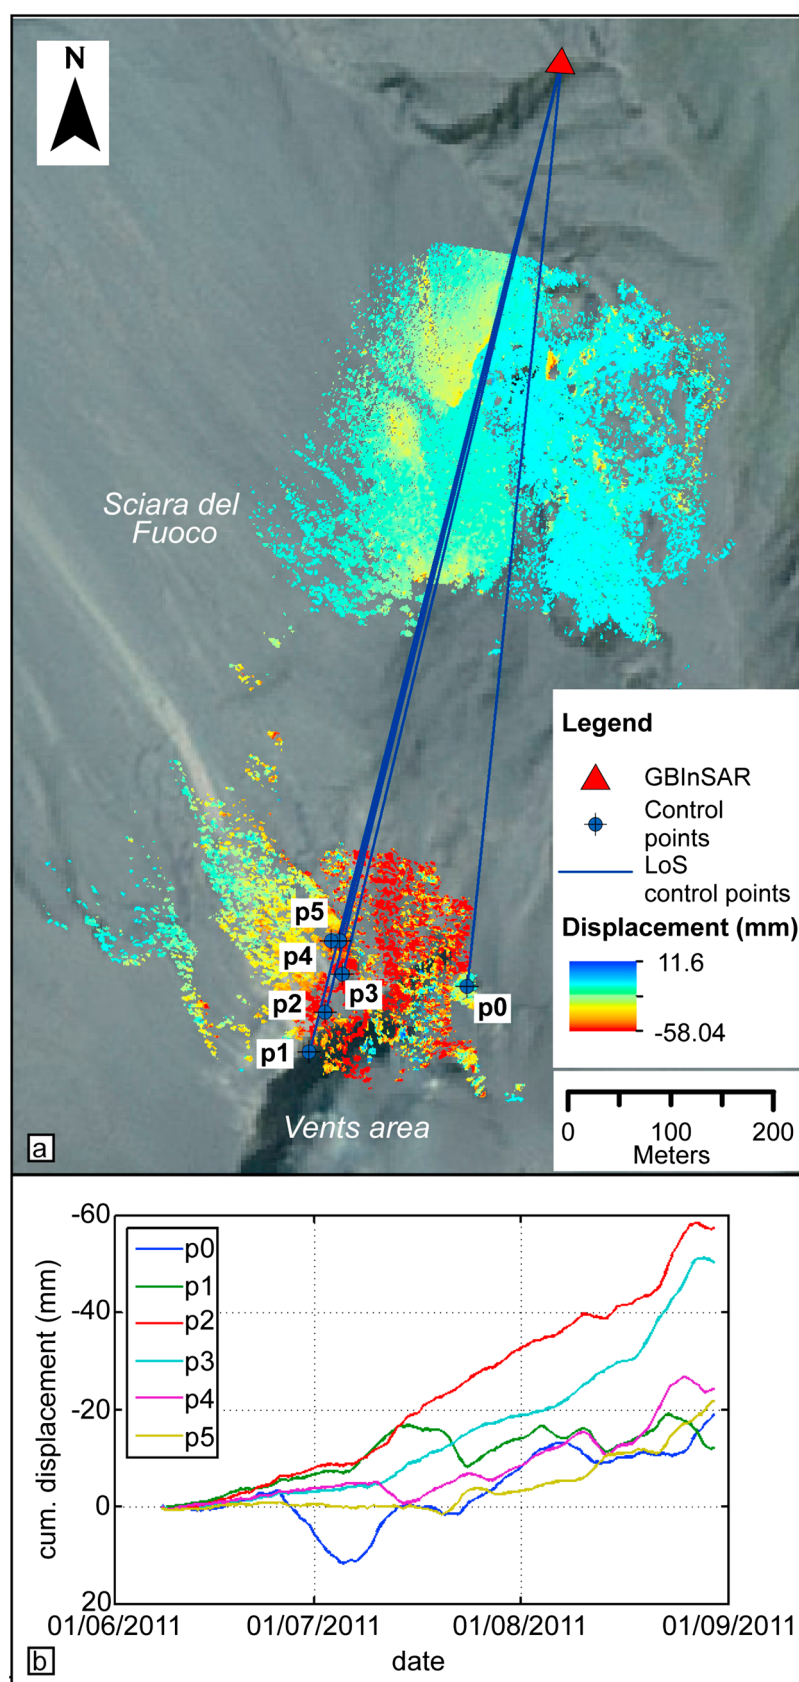 N
Sciara del
Fuoco
Legend
GBInSAR
Control
points
LoS
control points
Displacement (mm)
11.6
-58.04
0 100 200
Meters
p5
p4
p3
p2
p0
p1
Vents area
a
-60
-40
-20
0
20
cum. displacement (mm)
p0
p1
p2
p3
p4
p5
01/06/2011 01/07/2011 01/08/2011 01/09/2011
date
b